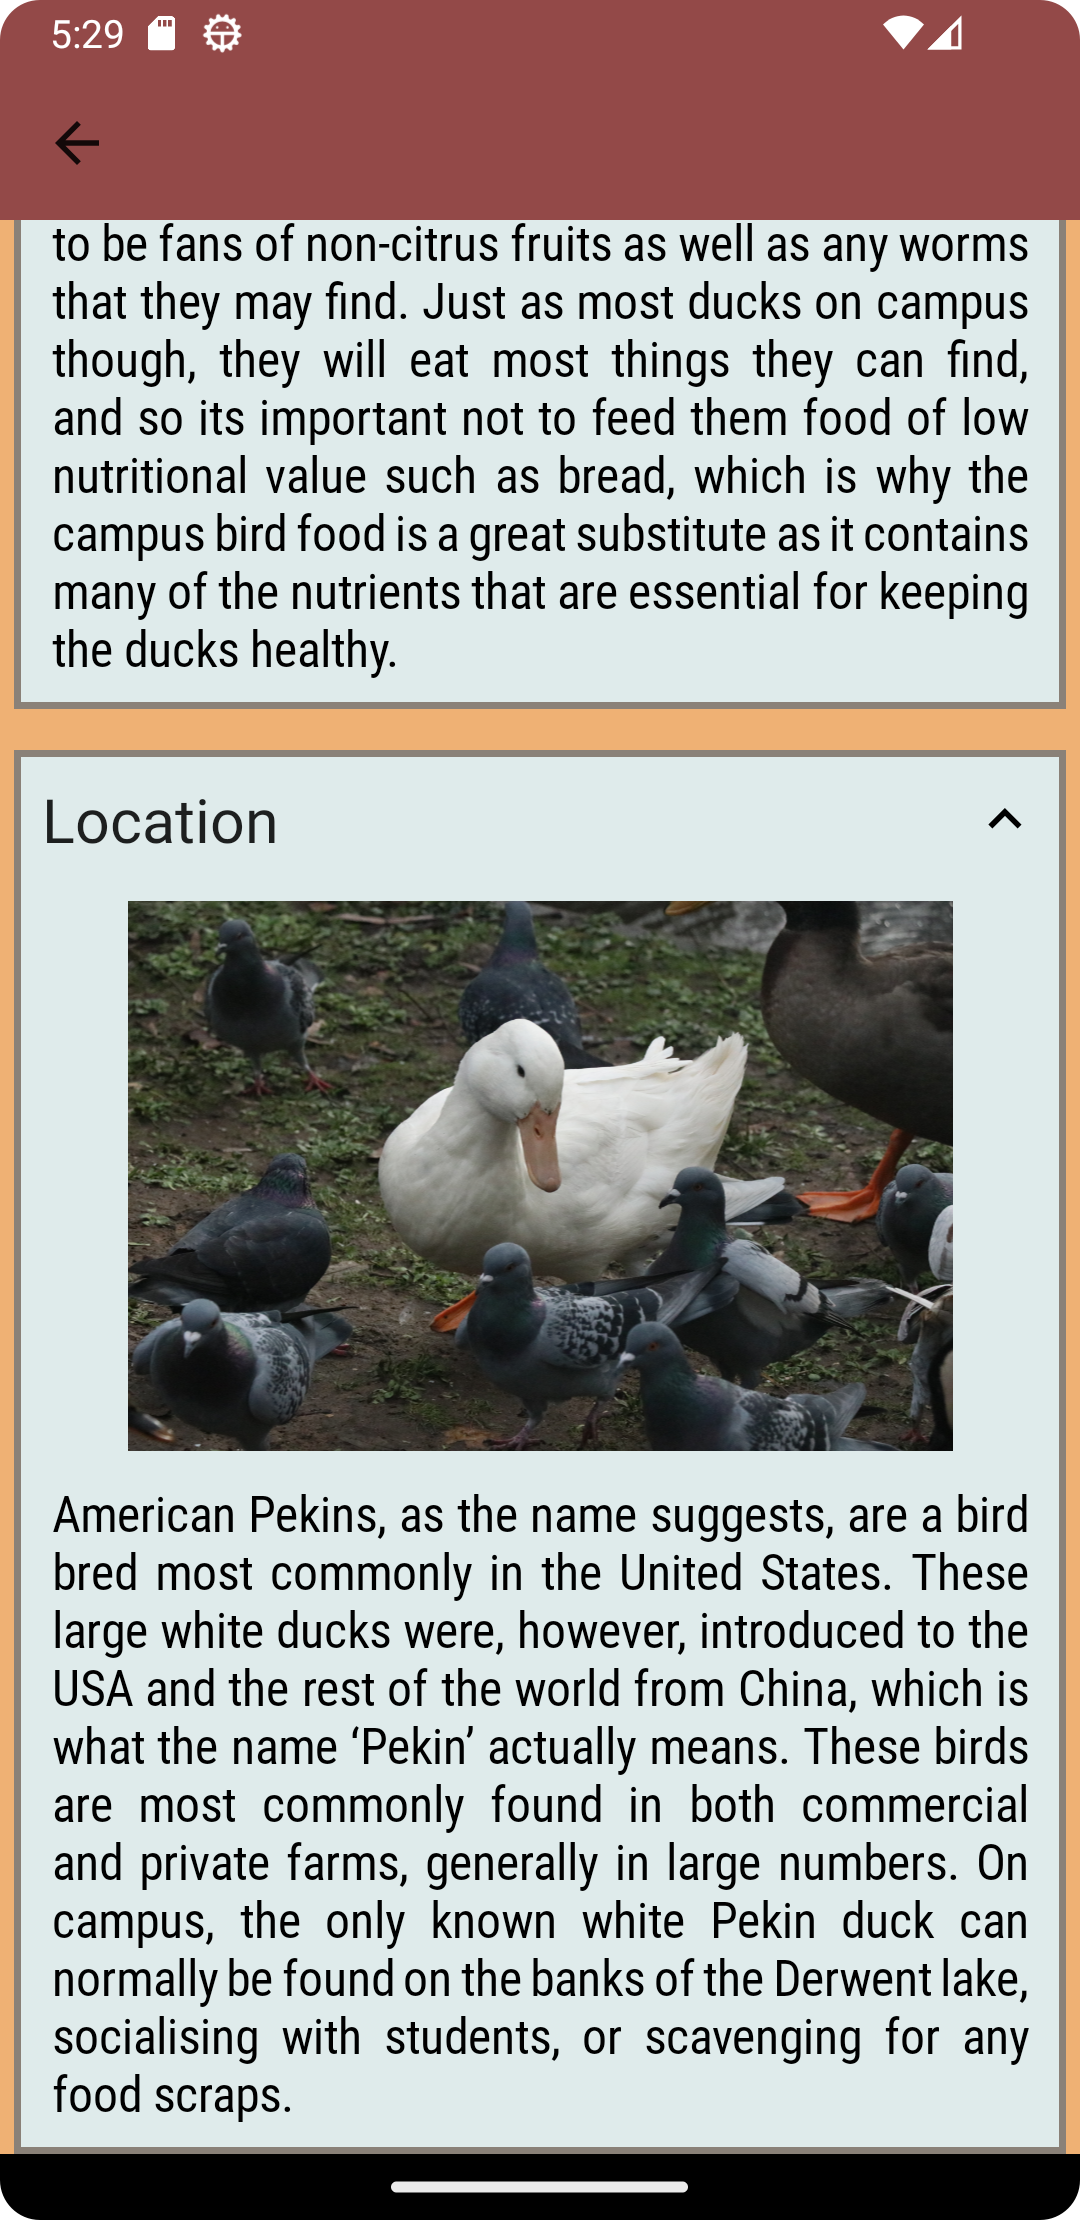 5:29
to be fans of non-citrus fruits as well as any worms
that they may find. Just as most ducks on campus
though, they will eat most things they can find,
and so its important not to feed them food of low
nutritional value such as bread, which is why the
campus bird food is a great substitute as it contains
many of the nutrients that are essential for keeping
the ducks healthy.
Location
American Pekins, as the name suggests, are a bird
bred most commonly in the United States. These
large white ducks were, however, introduced to the
USA and the rest of the world from China, which is
what the name ‘Pekin’ actually means. These birds
are most commonly found in both commercial
and private farms, generally in large numbers. On
campus, the only known white Pekin duck can
normally be found on the banks of the Derwent lake,
socialising with students, or scavenging for any
food scraps.